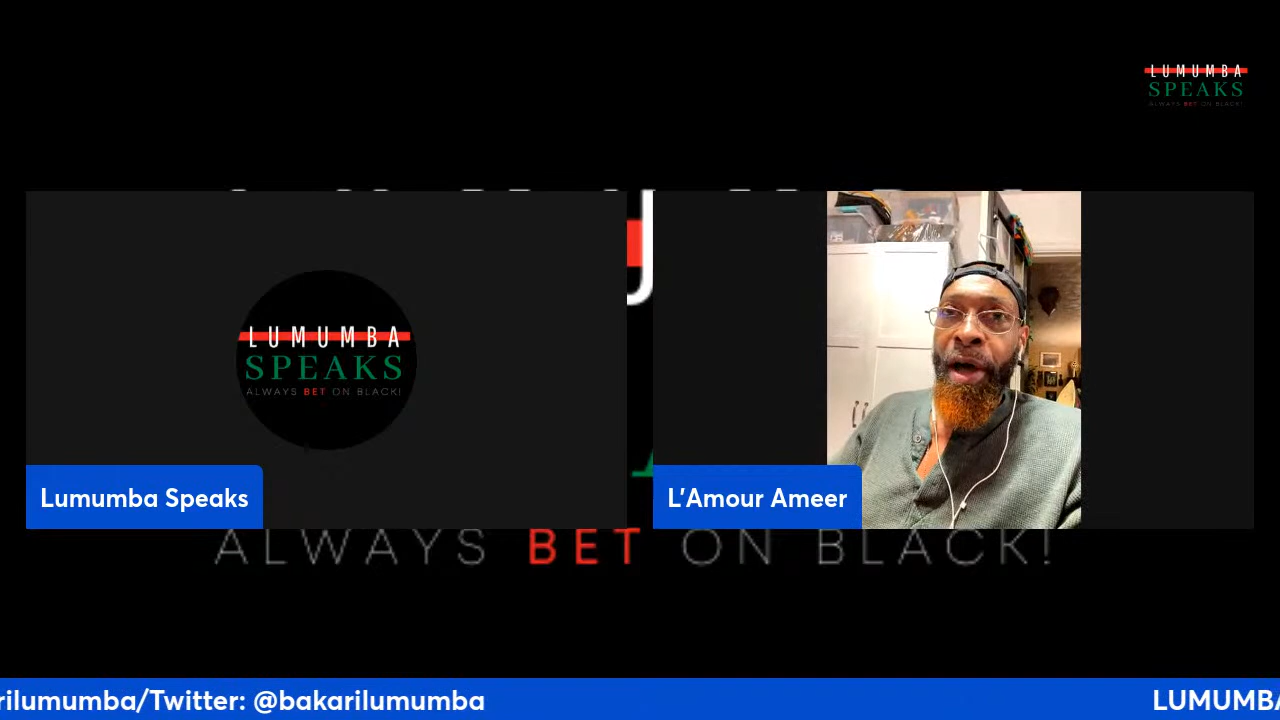 LUMUMBA
SPEAKS
ALWAYS BET ON BLACK!
LUMUMBA
SPEAKS
ALWAYS BET ON BLACK!
Lumumba Speaks
L'Amour Ameer
ALWAYS BET ON BLACK!
rilumumba/Twitter: @bakarilumumba
LUMUMBA